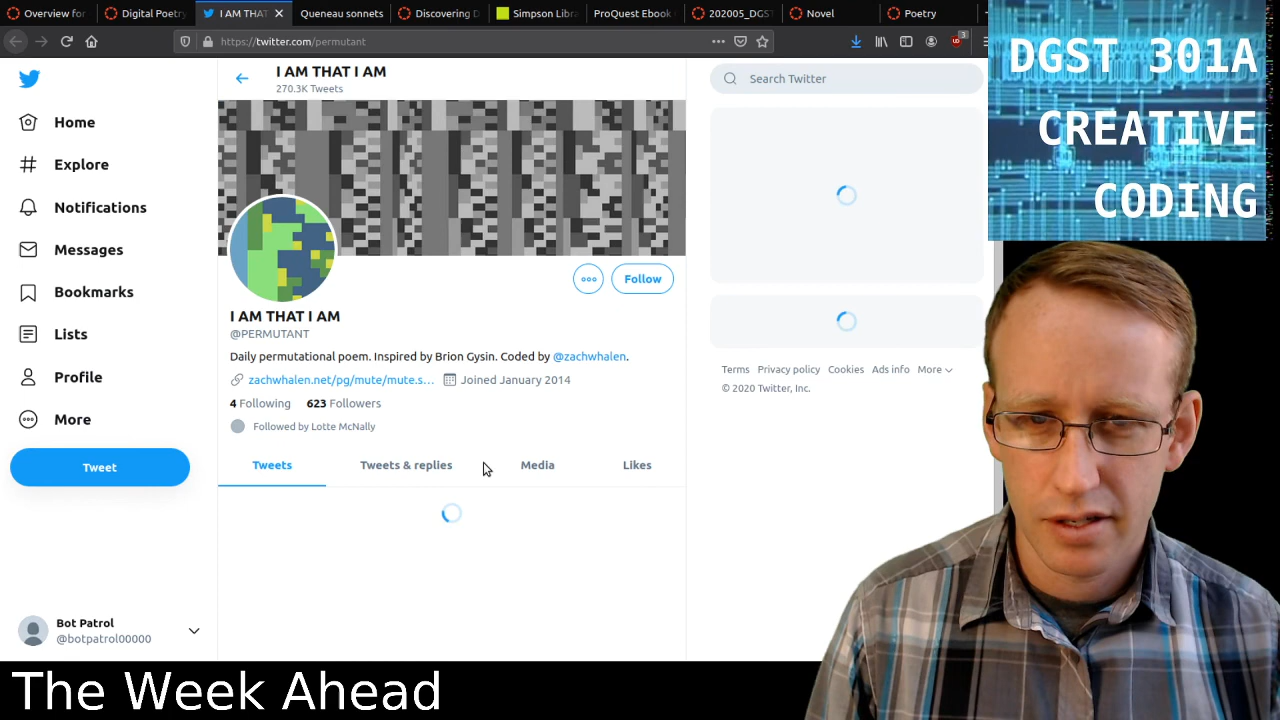 Overview for
Digital Poetry
I AM THAT
Queneau sonnets
Discovering D
Simpson Libr
ProQuest Ebook
202005_DGST
Novel
Poetry
https://twitter.com/permutant
3
I AM THAT I AM
270.3K Tweets
Search Twitter
Home
Explore
Notifications
Messages
Bookmarks
Lists
Profile
More
Tweet
Follow
I AM THAT I AM
@PERMUTANT
Daily permutational poem. Inspired by Brion Gysin. Coded by @zachwhalen.
zachwhalen.net/pg/mute/mute.s... Joined January 2014
4 Following 623 Followers
Followed by Lotte McNally
Tweets Tweets & replies Media Likes
Terms Privacy policy Cookies Ads info More
© 2020 Twitter, Inc.
Bot Patrol
@botpatrol00000
DGST 301A
CREATIVE
CODING
The Week Ahead